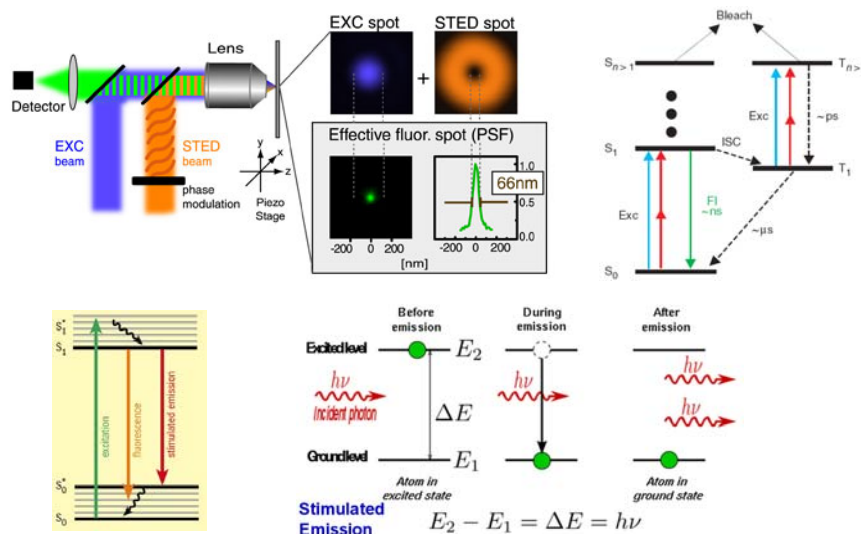 Lens
Detector
EXC
beam
STED
beam
phase
modulation
y
x
z
Piezo
Stage
EXC spot
STED spot
+
Effective fluor. spot (PSF)
66nm
1.0
0.5
0.0
-200 0 200
-200 0 200
[nm]
Bleach
Sn>1
Tn>
Exc
~ps
ISC
S1
T1
Fl
~ns
Exc
~μs
S0
S1*
S1
excitation
fluorescence
stimulated emission
S0*
S0
Before
emission
During
emission
After
emission
Excited level
E2
hν
Incident photon
ΔE
hν
hν
hν
Ground level
E1
Atom in
excited state
Atom in
ground state
Stimulated
Emission
E2 − E1 = ΔE = hν